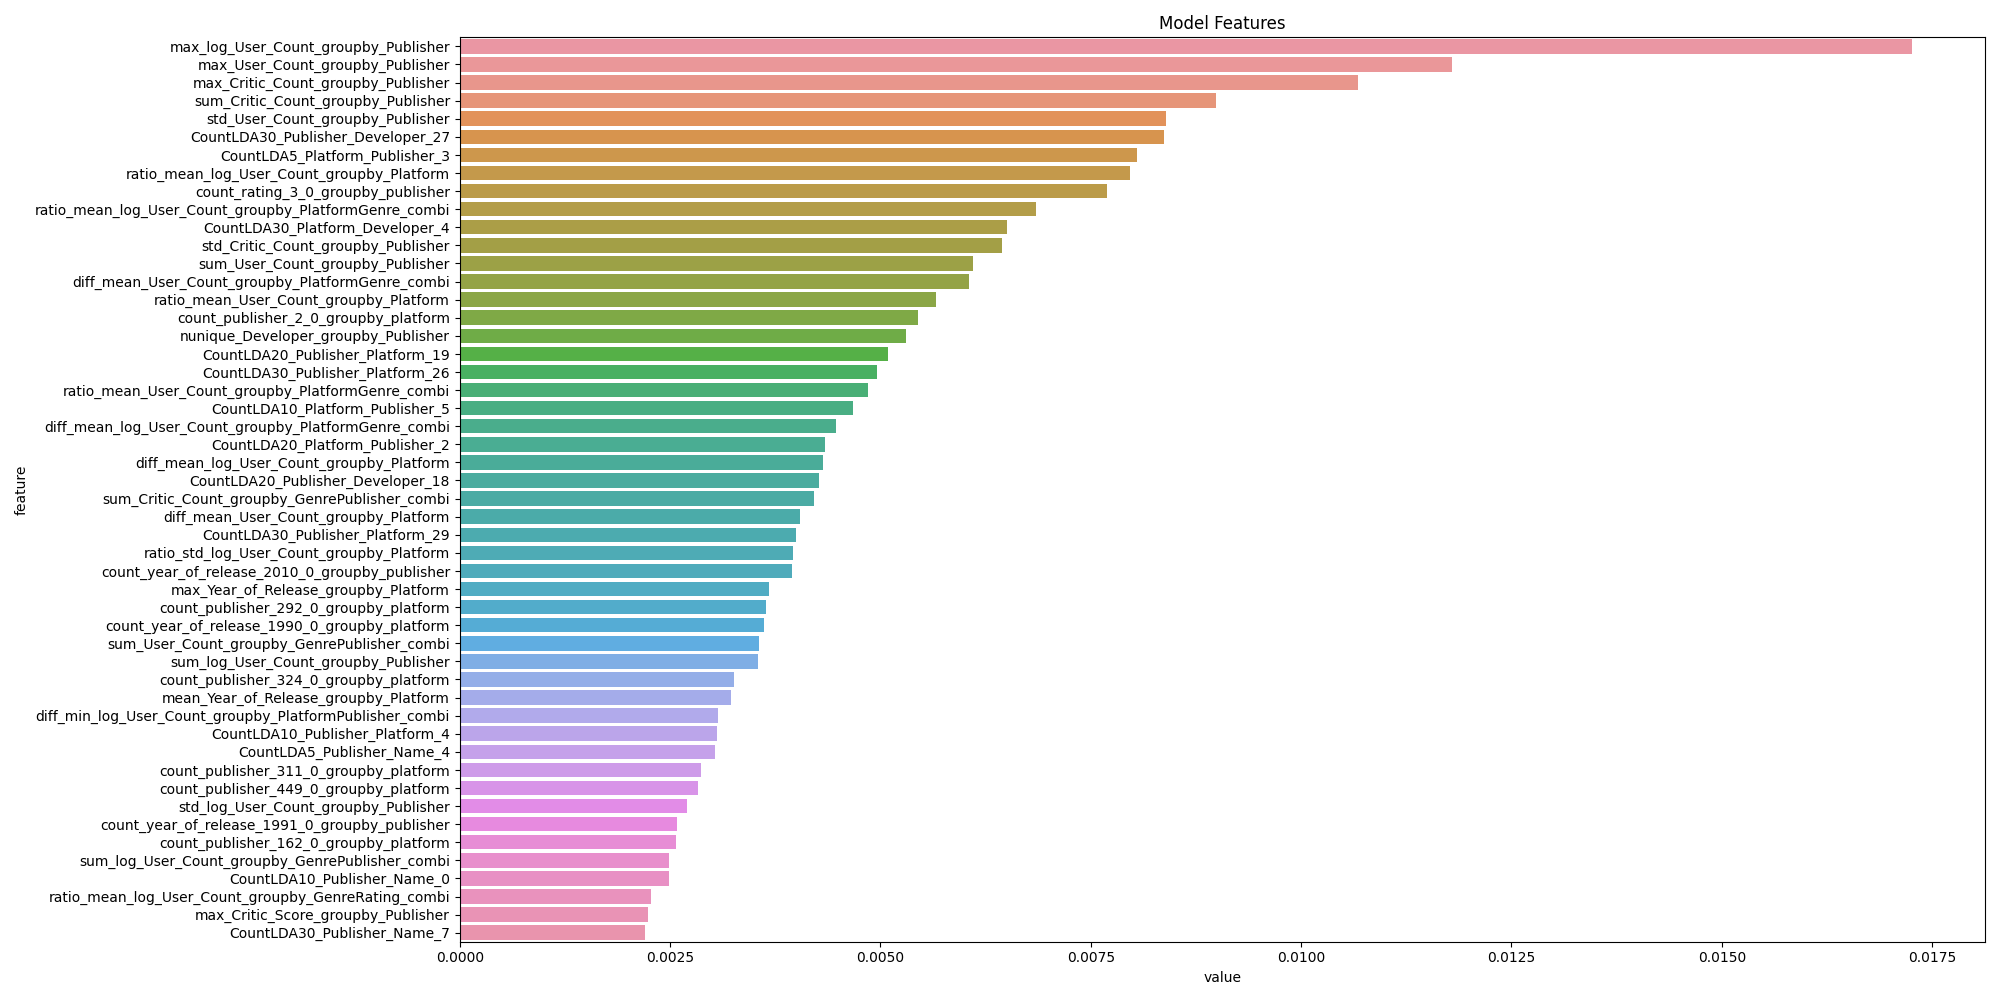 Model Features
max_log_User_Count_groupby_Publisher
max_User_Count_groupby_Publisher
max_Critic_Count_groupby_Publisher
sum_Critic_Count_groupby_Publisher
std_User_Count_groupby_Publisher
CountLDA30_Publisher_Developer_27
CountLDA5_Platform_Publisher_3
ratio_mean_log_User_Count_groupby_Platform
count_rating_3_0_groupby_publisher
ratio_mean_log_User_Count_groupby_PlatformGenre_combi
CountLDA30_Platform_Developer_4
std_Critic_Count_groupby_Publisher
sum_User_Count_groupby_Publisher
diff_mean_User_Count_groupby_PlatformGenre_combi
ratio_mean_User_Count_groupby_Platform
count_publisher_2_0_groupby_platform
nunique_Developer_groupby_Publisher
CountLDA20_Publisher_Platform_19
CountLDA30_Publisher_Platform_26
ratio_mean_User_Count_groupby_PlatformGenre_combi
CountLDA10_Platform_Publisher_5
diff_mean_log_User_Count_groupby_PlatformGenre_combi
CountLDA20_Platform_Publisher_2
diff_mean_log_User_Count_groupby_Platform
CountLDA20_Publisher_Developer_18
sum_Critic_Count_groupby_GenrePublisher_combi
diff_mean_User_Count_groupby_Platform
CountLDA30_Publisher_Platform_29
ratio_std_log_User_Count_groupby_Platform
count_year_of_release_2010_0_groupby_publisher
max_Year_of_Release_groupby_Platform
count_publisher_292_0_groupby_platform
count_year_of_release_1990_0_groupby_platform
sum_User_Count_groupby_GenrePublisher_combi
sum_log_User_Count_groupby_Publisher
count_publisher_324_0_groupby_platform
mean_Year_of_Release_groupby_Platform
diff_min_log_User_Count_groupby_PlatformPublisher_combi
CountLDA10_Publisher_Platform_4
CountLDA5_Publisher_Name_4
count_publisher_311_0_groupby_platform
count_publisher_449_0_groupby_platform
std_log_User_Count_groupby_Publisher
count_year_of_release_1991_0_groupby_publisher
count_publisher_162_0_groupby_platform
sum_log_User_Count_groupby_GenrePublisher_combi
CountLDA10_Publisher_Name_0
ratio_mean_log_User_Count_groupby_GenreRating_combi
max_Critic_Score_groupby_Publisher
CountLDA30_Publisher_Name_7
feature
0.0000 0.0025 0.0050 0.0075 0.0100 0.0125 0.0150 0.0175
value